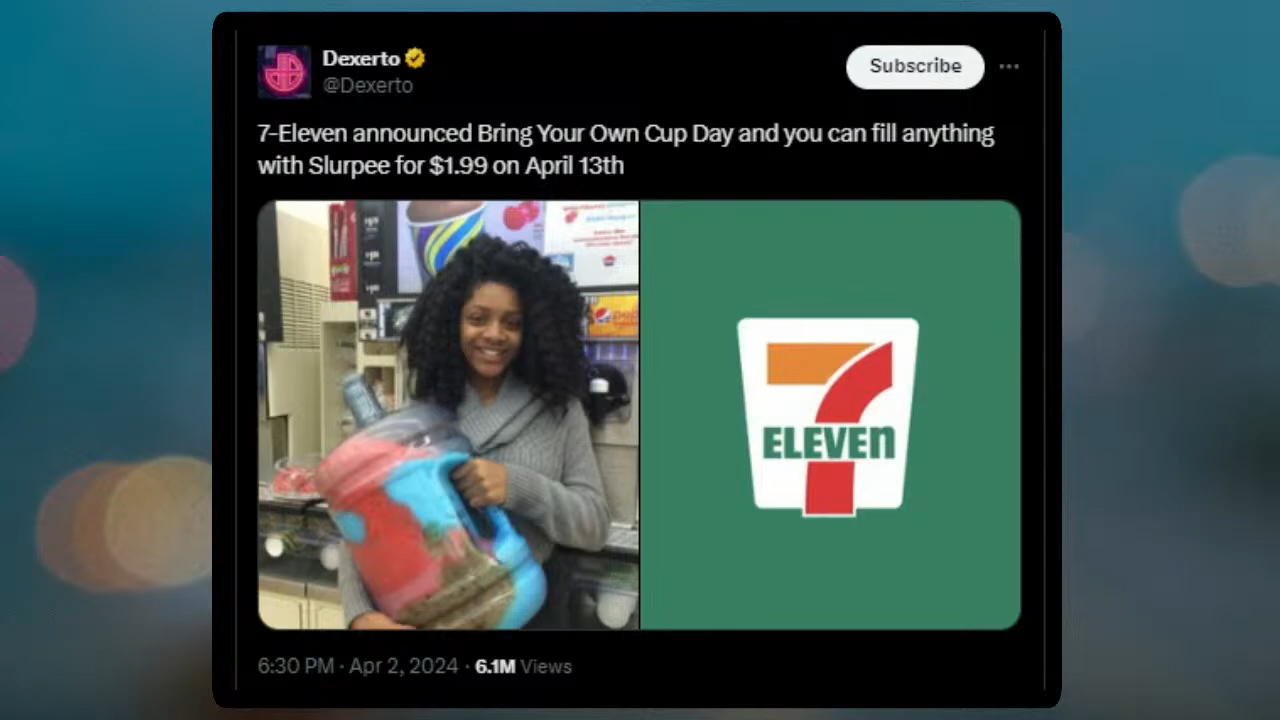 Dexerto
@Dexerto
Subscribe
7-Eleven announced Bring Your Own Cup Day and you can fill anything
with Slurpee for $1.99 on April 13th
7
ELEVEN
6:30 PM · Apr 2, 2024 · 6.1M Views